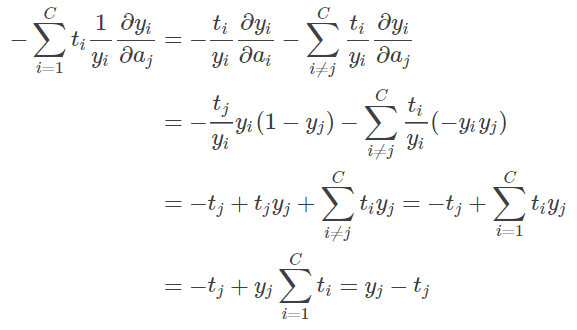 $-\sum_{i=1}^{C} t_i \frac{1}{y_i} \frac{\partial y_i}{\partial a_j} = -\frac{t_i}{y_i} \frac{\partial y_i}{\partial a_i} - \sum_{i \neq j}^{C} \frac{t_i}{y_i} \frac{\partial y_i}{\partial a_j}$
$= -\frac{t_j}{y_i} y_i (1 - y_j) - \sum_{i \neq j}^{C} \frac{t_i}{y_i} (-y_i y_j)$
$= -t_j + t_j y_j + \sum_{i \neq j}^{C} t_i y_j = -t_j + \sum_{i=1}^{C} t_i y_j$
$= -t_j + y_j \sum_{i=1}^{C} t_i = y_j - t_j$